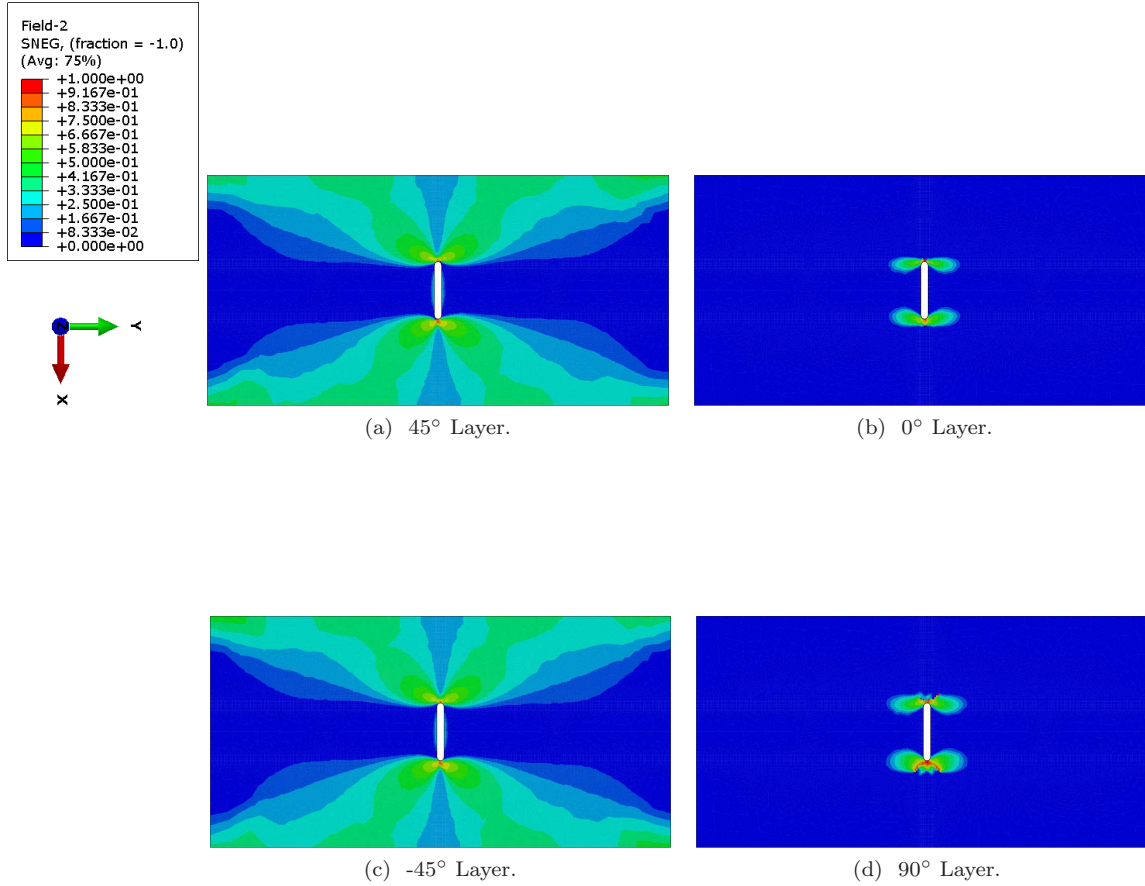 Field-2
SNEG, (fraction = -1.0)
(Avg: 75%)
+1.000e+00
+9.167e-01
+8.333e-01
+7.500e-01
+6.667e-01
+5.833e-01
+5.000e-01
+4.167e-01
+3.333e-01
+2.500e-01
+1.667e-01
+8.333e-02
+0.000e+00
Z
Y
X
(a) 45° Layer.
(b) 0° Layer.
(c) -45° Layer.
(d) 90° Layer.